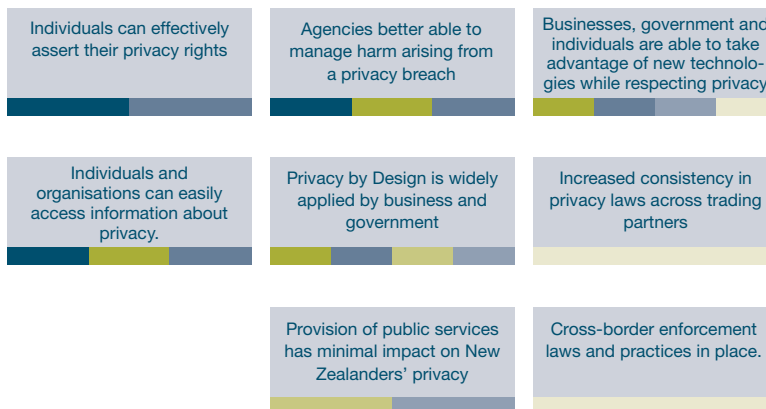 Individuals can effectively
assert their privacy rights
Agencies better able to
manage harm arising from
a privacy breach
Businesses, government and
individuals are able to take
advantage of new technolo-
gies while respecting privacy
Individuals and
organisations can easily
access information about
privacy.
Privacy by Design is widely
applied by business and
government
Increased consistency in
privacy laws across trading
partners
Provision of public services
has minimal impact on New
Zealanders’ privacy
Cross-border enforcement
laws and practices in place.